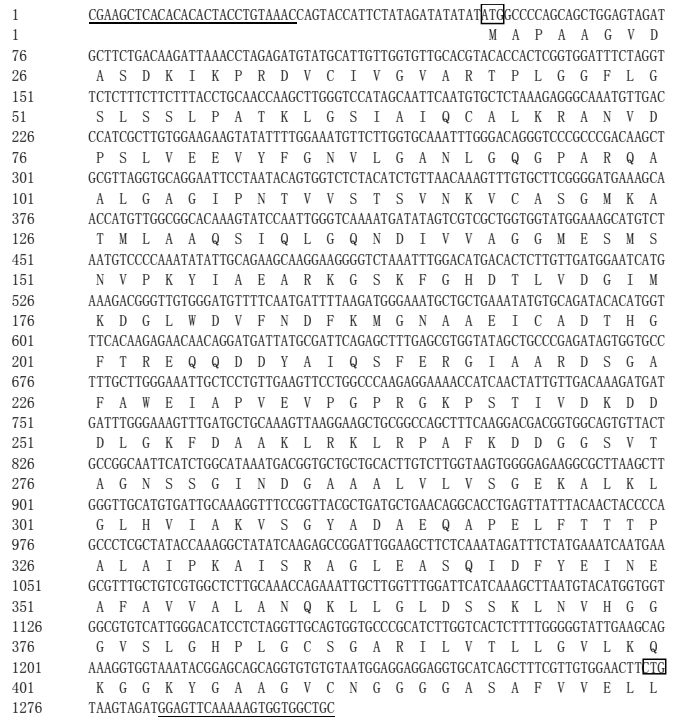 1 CGAAGCTCACACACACTACCTGTAAACCAGTACCATTCTATAGATATATATATGGCCCCAGCAGCTGGAGTAGAT
1 M A P A A G V D
76 GCTTCTGACAAGATTAAACCTAGAGATGTATGCATTGTTGGTGTTGCACGTACACCACTCGGTGGATTTCTAGGT
26 A S D K I K P R D V C I V G V A R T P L G G F L G
151 TCTCTTTCTTCTTTACCTGCAACCAAGCTTGGGTCCATAGCAATTCAATGTGCTCTAAAGAGGGCAAATGTTGAC
51 S L S S L P A T K L G S I A I Q C A L K R A N V D
226 CCATCGCTTGTGGAAGAAGTATATTTTGGAAATGTTCTTGGTGCAAATTTGGGACAGGGTCCCGCCCGACAAGCT
76 P S L V E E V Y F G N V L G A N L G Q G P A R Q A
301 GCGTTAGGTGCAGGAATTCCTAATACAGTGGTCTCTACATCTGTTAACAAAGTTTGTGCTTCGGGGATGAAAGCA
101 A L G A G I P N T V V S T S V N K V C A S G M K A
376 ACCATGTTGGCGGCACAAAGTATCCAATTGGGTCAAAATGATATAGTCGTCGCTGGTGGTATGGAAAGCATGTCT
126 T M L A A Q S I Q L G Q N D I V V A G G M E S M S
451 AATGTCCCCAAATATATTGCAGAAGCAAGGAAGGGGTCTAAATTTGGACATGACACTCTTGTTGATGGAATCATG
151 N V P K Y I A E A R K G S K F G H D T L V D G I M
526 AAAGACGGGTTGTGGGATGTTTTCAATGATTTTAAGATGGGAAATGCTGCTGAAATATGTGCAGATACACATGGT
176 K D G L W D V F N D F K M G N A A E I C A D T H G
601 TTCACAAGAGAACAACAGGATGATTATGCGATTCAGAGCTTTGAGCGTGGTATAGCTGCCCGAGATAGTGGTGCC
201 F T R E Q Q D D Y A I Q S F E R G I A A R D S G A
676 TTTGCTTGGGAAATTGCTCCTGTTGAAGTTCCTGGCCCAAGAGGAAAACCATCAACTATTGTTGACAAAGATGAT
226 F A W E I A P V E V P G P R G K P S T I V D K D D
751 GATTTGGGAAAGTTTGATGCTGCAAAGTTAAGGAAGCTGCGGCCAGCTTTCAAGGACGACGGTGGCAGTGTTACT
251 D L G K F D A A K L R K L R P A F K D D G G S V T
826 GCCGGCAATTCATCTGGCATAAATGACGGTGCTGCTGCACTTGTCTTGGTAAGTGGGGAGAAGGCGCTTAAGCTT
276 A G N S S G I N D G A A A L V L V S G E K A L K L
901 GGGTTGCATGTGATTGCAAAGGTTTCCGGTTACGCTGATGCTGAACAGGCACCTGAGTTATTTACAACTACCCCA
301 G L H V I A K V S G Y A D A E Q A P E L F T T T P
976 GCCCTCGCTATACCAAAGGCTATATCAAGAGCCGGATTGGAAGCTTCTCAAATAGATTTCTATGAAATCAATGAA
326 A L A I P K A I S R A G L E A S Q I D F Y E I N E
1051 GCGTTTGCTGTCGTGGCTCTTGCAAACCAGAAATTGCTTGGTTTGGATTCATCAAAGCTTAATGTACATGGTGGT
351 A F A V V A L A N Q K L L G L D S S K L N V H G G
1126 GGCGTGTCATTGGGACATCCTCTAGGTTGCAGTGGTGCCCGCATCTTGGTCACTCTTTTGGGGGTATTGAAGCAG
376 G V S L G H P L G C S G A R I L V T L L G V L K Q
1201 AAAGGTGGTAAATACGGAGCAGCAGGTGTGTGTAATGGAGGAGGAGGTGCATCAGCTTTCGTTGTGGAACTTCTG
401 K G G K Y G A A G V C N G G G G A S A F V V E L L
1276 TAAGTAGATGGAGTTCAAAAAGTGGTGGCTGC